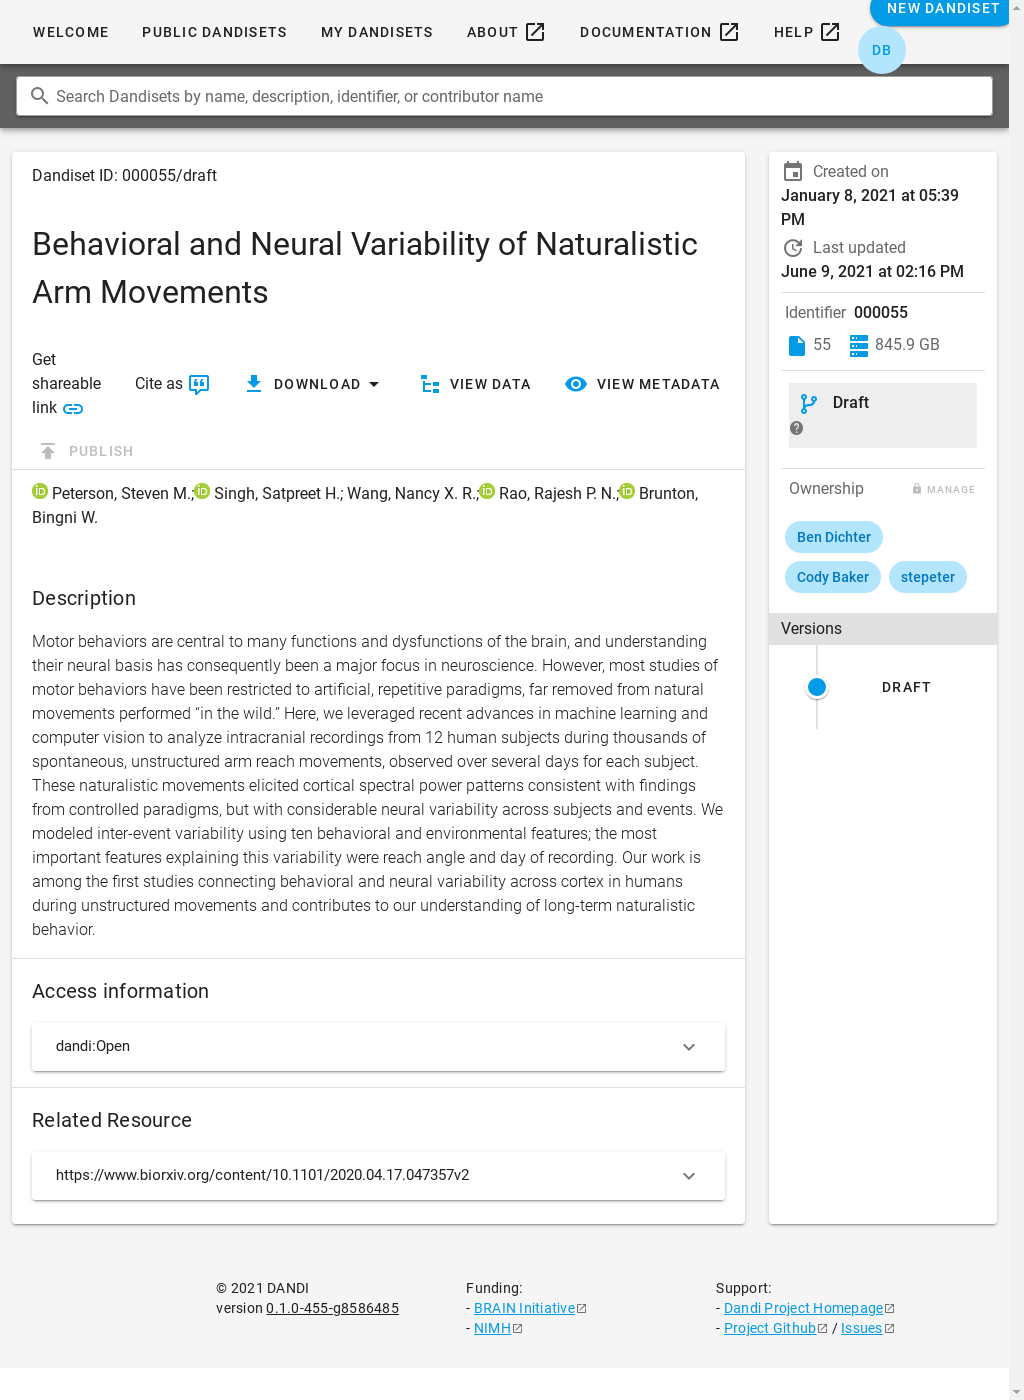 WELCOME PUBLIC DANDISETS MY DANDISETS ABOUT DOCUMENTATION HELP NEW DANDISET
DB
Search Dandisets by name, description, identifier, or contributor name
Dandiset ID: 000055/draft
Behavioral and Neural Variability of Naturalistic
Arm Movements
Get
shareable
link
Cite as
DOWNLOAD
VIEW DATA
VIEW METADATA
PUBLISH
Peterson, Steven M.; Singh, Satpreet H.; Wang, Nancy X. R.; Rao, Rajesh P. N.; Brunton,
Bingni W.
Description
Motor behaviors are central to many functions and dysfunctions of the brain, and understanding
their neural basis has consequently been a major focus in neuroscience. However, most studies of
motor behaviors have been restricted to artificial, repetitive paradigms, far removed from natural
movements performed “in the wild.” Here, we leveraged recent advances in machine learning and
computer vision to analyze intracranial recordings from 12 human subjects during thousands of
spontaneous, unstructured arm reach movements, observed over several days for each subject.
These naturalistic movements elicited cortical spectral power patterns consistent with findings
from controlled paradigms, but with considerable neural variability across subjects and events. We
modeled inter-event variability using ten behavioral and environmental features; the most
important features explaining this variability were reach angle and day of recording. Our work is
among the first studies connecting behavioral and neural variability across cortex in humans
during unstructured movements and contributes to our understanding of long-term naturalistic
behavior.
Access information
dandi:Open
Related Resource
https://www.biorxiv.org/content/10.1101/2020.04.17.047357v2
Created on
January 8, 2021 at 05:39
PM
Last updated
June 9, 2021 at 02:16 PM
Identifier 000055
55 845.9 GB
Draft
Ownership MANAGE
Ben Dichter
Cody Baker stepeter
Versions
DRAFT
© 2021 DANDI
version 0.1.0-455-g8586485
Funding:
- BRAIN Initiative
- NIMH
Support:
- Dandi Project Homepage
- Project Github / Issues